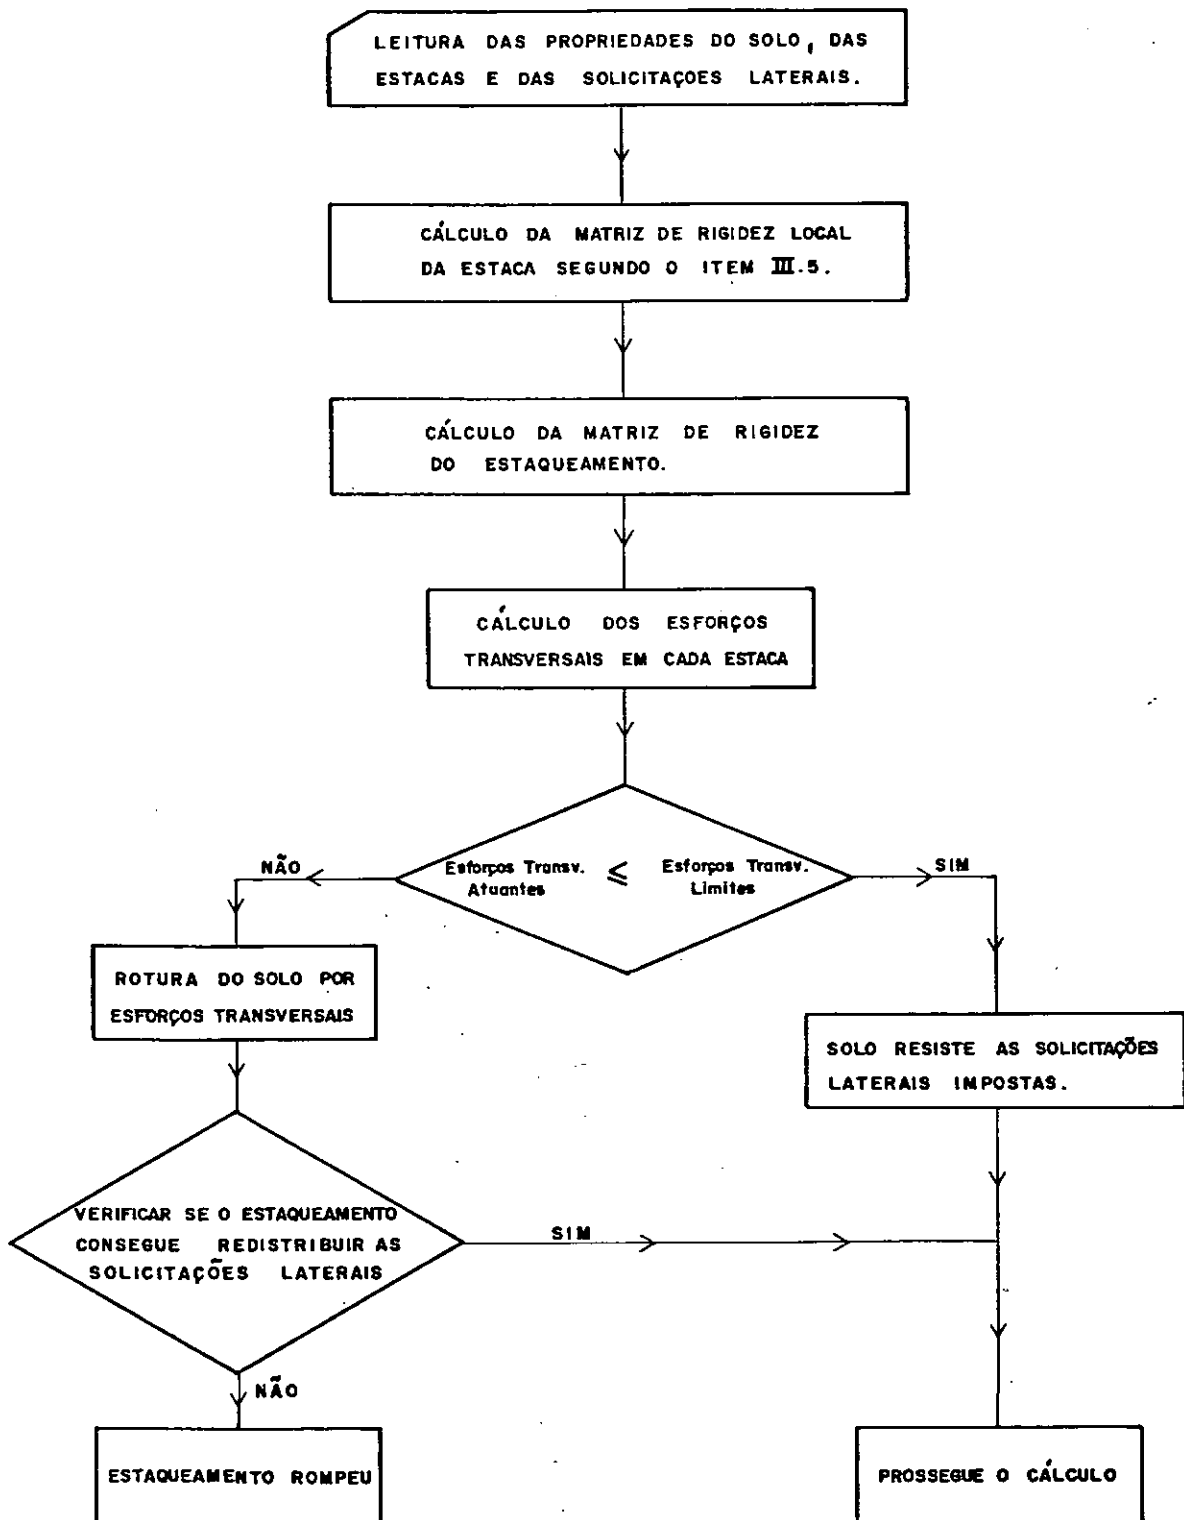 LEITURA DAS PROPRIEDADES DO SOLO, DAS
ESTACAS E DAS SOLICITAÇOES LATERAIS.
CÁLCULO DA MATRIZ DE RIGIDEZ LOCAL
DA ESTACA SEGUNDO O ITEM III.5.
CÁLCULO DA MATRIZ DE RIGIDEZ
DO ESTAQUEAMENTO.
CÁLCULO DOS ESFORÇOS
TRANSVERSAIS EM CADA ESTACA
NÃO
Esforços Transv. ⩽ Esforços Transv.
Atuantes Limites
SIM
ROTURA DO SOLO POR
ESFORÇOS TRANSVERSAIS
SOLO RESISTE AS SOLICITAÇÕES
LATERAIS IMPOSTAS.
VERIFICAR SE O ESTAQUEAMENTO
CONSEGUE REDISTRIBUIR AS
SOLICITAÇÕES LATERAIS
SIM
NÃO
ESTAQUEAMENTO ROMPEU
PROSSEGUE O CÁLCULO